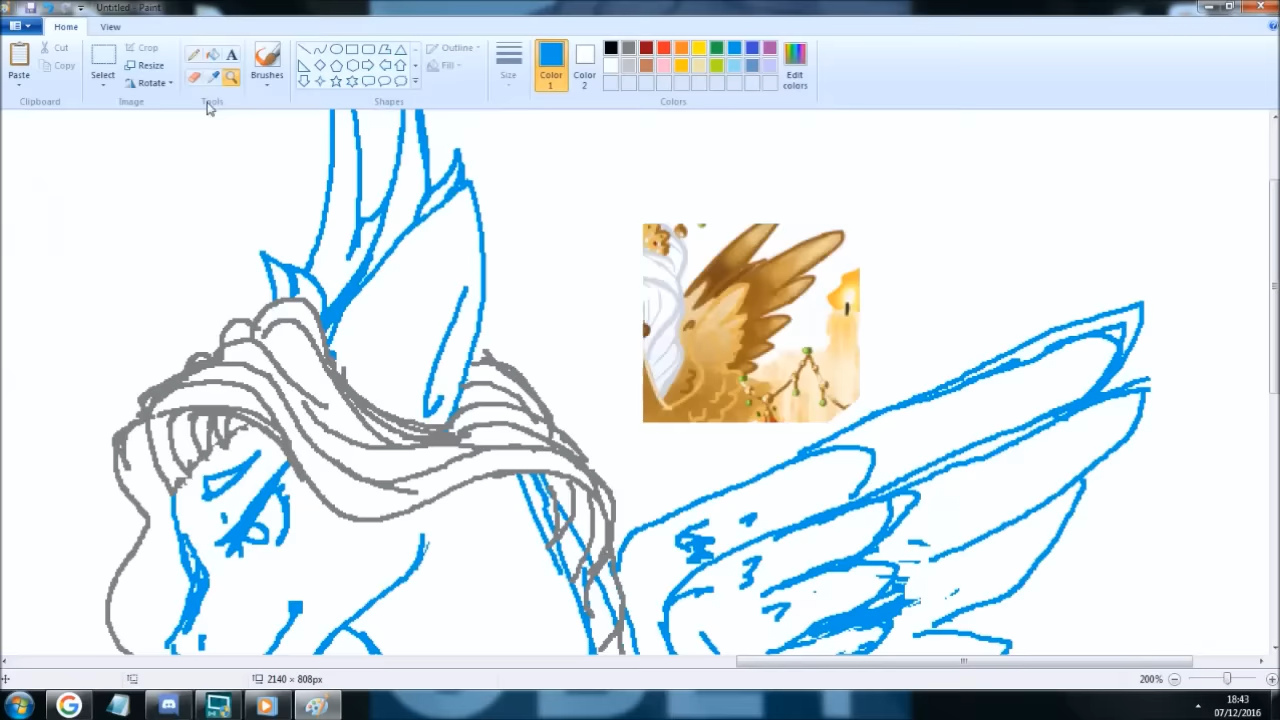 Untitled - Paint
Home View
Paste
Cut
Copy
Clipboard
Select
Crop
Resize
Rotate
Image
A
Tools
Brushes
Outline
Fill
Shapes
Size
Color 1
Color 2
Edit colors
Colors
2140 × 808px
200%
18:43
07/12/2016